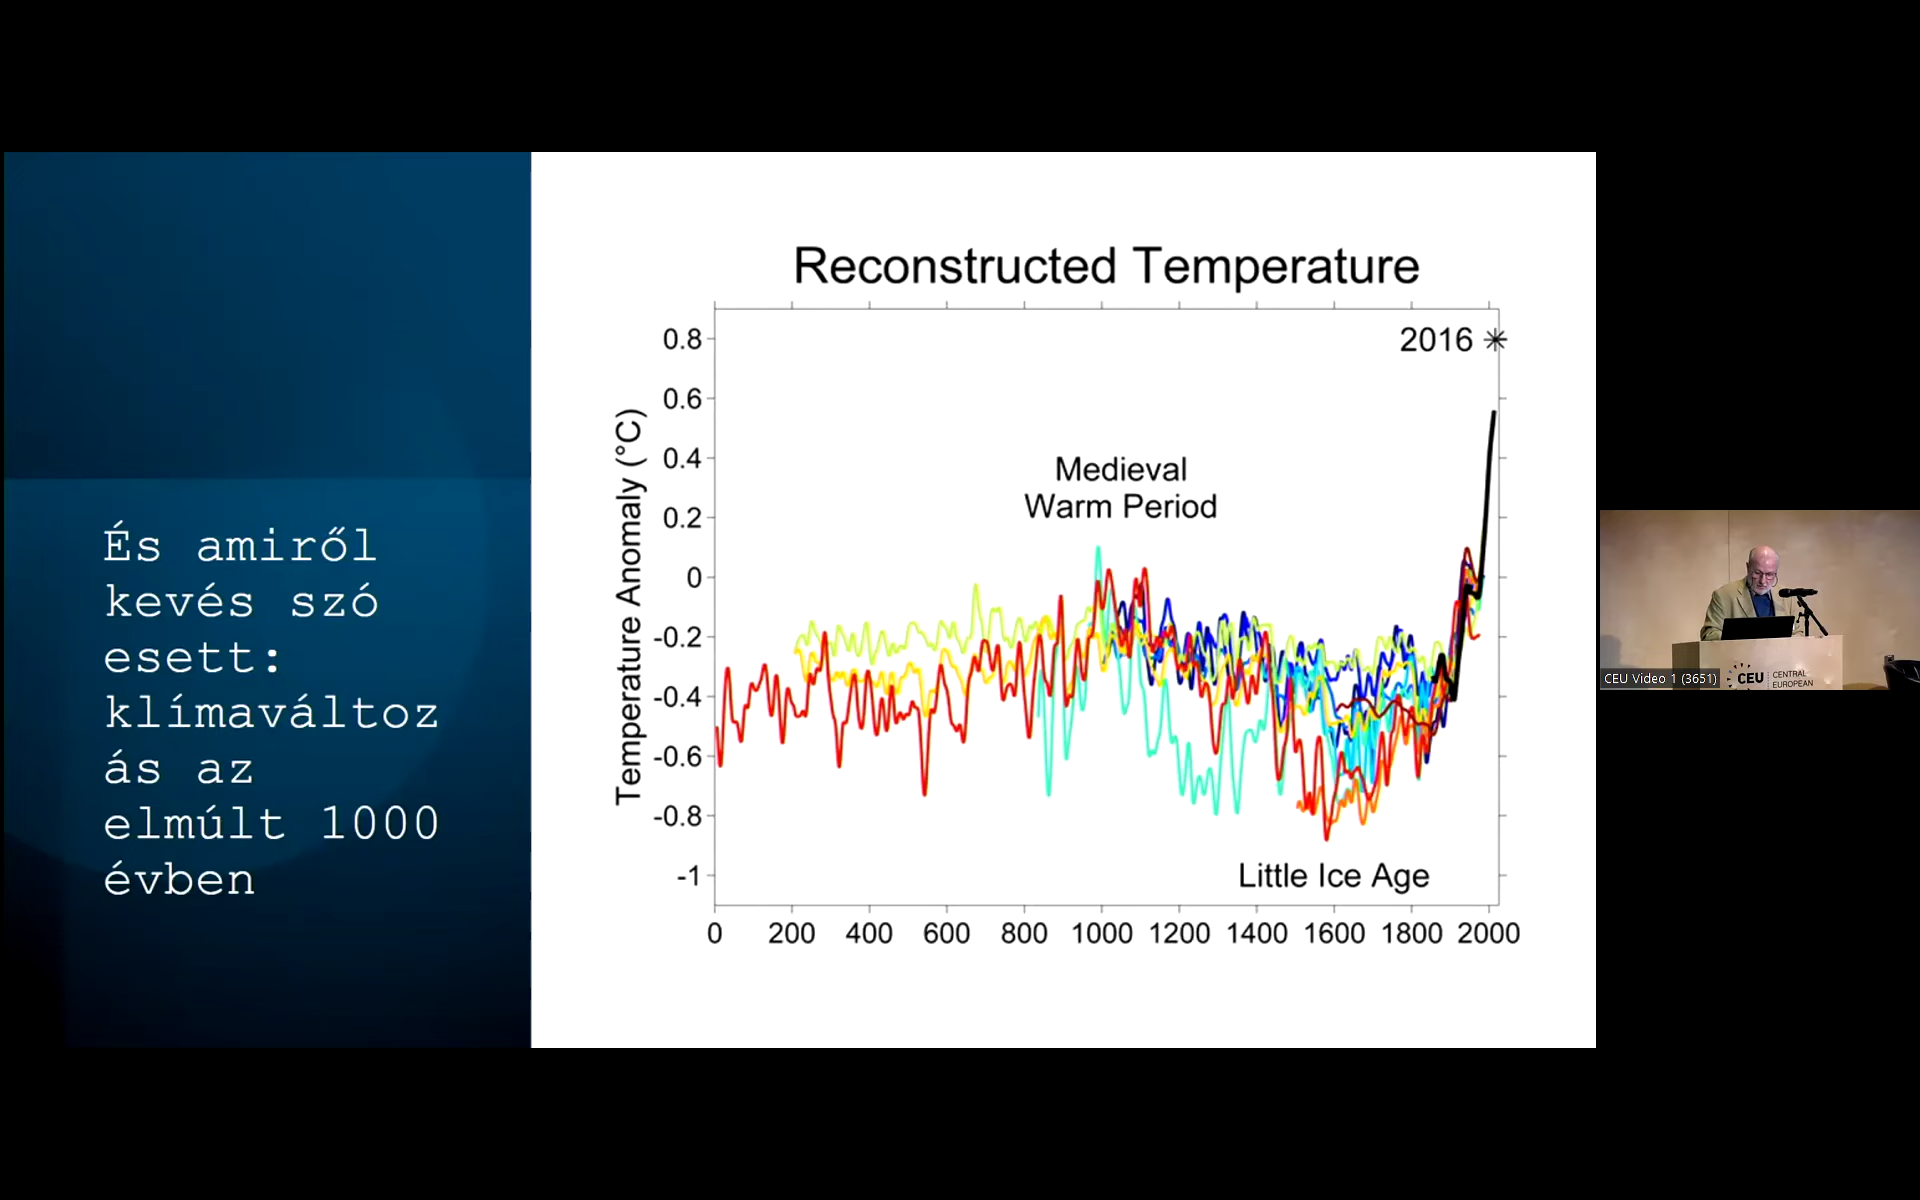 És amiről
kevés szó
esett:
klímaváltoz
ás az
elmúlt 1000
évben
Reconstructed Temperature
Temperature Anomaly (°C)
0.8
0.6
0.4
0.2
0
-0.2
-0.4
-0.6
-0.8
-1
2016
Medieval
Warm Period
Little Ice Age
0 200 400 600 800 1000 1200 1400 1600 1800 2000
CEU Video 1 (3651)
CEU
CENTRAL
EUROPEAN